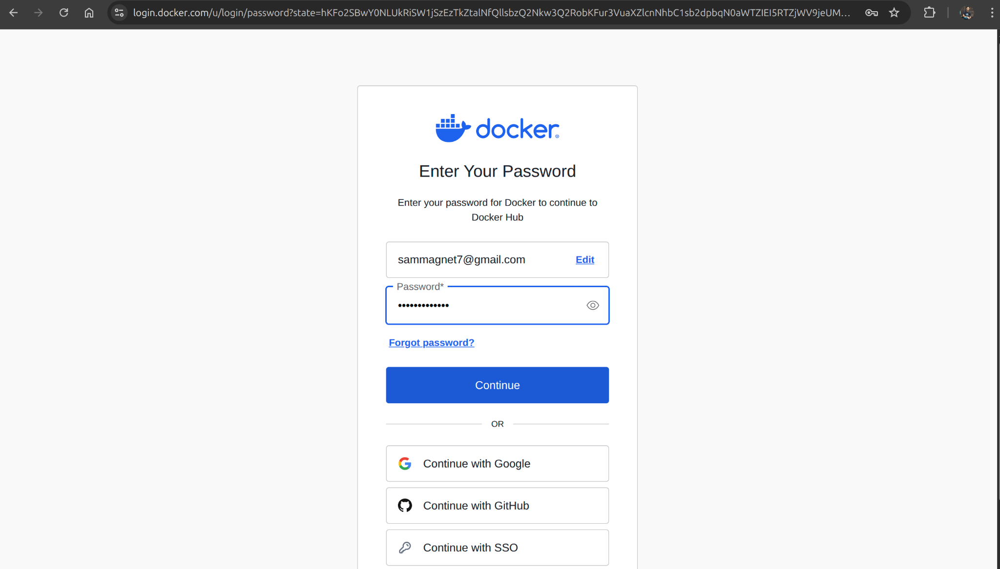 login.docker.com/u/login/password?state=hKFo2SBwY0NLUkRiSW1jSzEzTkZtalNfQllsbzQ2Nkw3Q2RobKFur3VuaXZlcnNhbC1sb2dpbqN0aWTZIEI5RTZjWV9jeUM...
docker®
Enter Your Password
Enter your password for Docker to continue to
Docker Hub
sammagnet7@gmail.com Edit
Password*
Forgot password?
Continue
OR
Continue with Google
Continue with GitHub
Continue with SSO